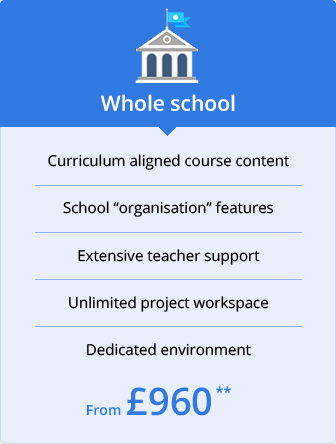 Whole school
Curriculum aligned course content
School “organisation” features
Extensive teacher support
Unlimited project workspace
Dedicated environment
From £960**